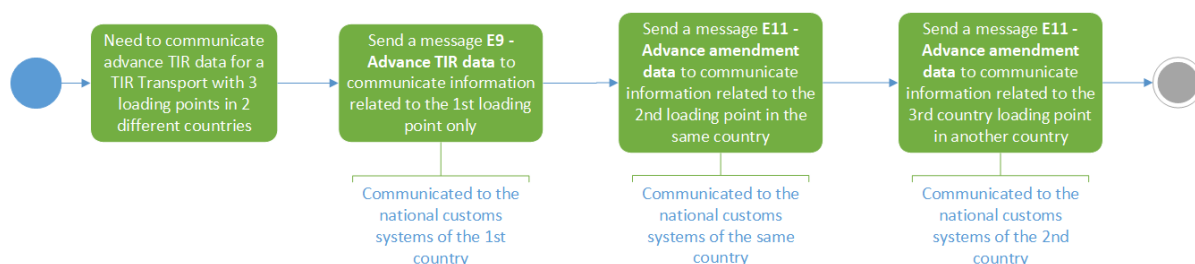 Need to communicate
advance TIR data for a
TIR Transport with 3
loading points in 2
different countries
Send a message E9 -
Advance TIR data to
communicate information
related to the 1st loading
point only
Send a message E11 -
Advance amendment
data to communicate
information related to the
2nd loading point in the
same country
Send a message E11 -
Advance amendment
data to communicate
information related to the
3rd country loading point
in another country
Communicated to the
national customs
systems of the 1st
country
Communicated to the
national customs
systems of the same
country
Communicated to the
national customs
systems of the 2nd
country